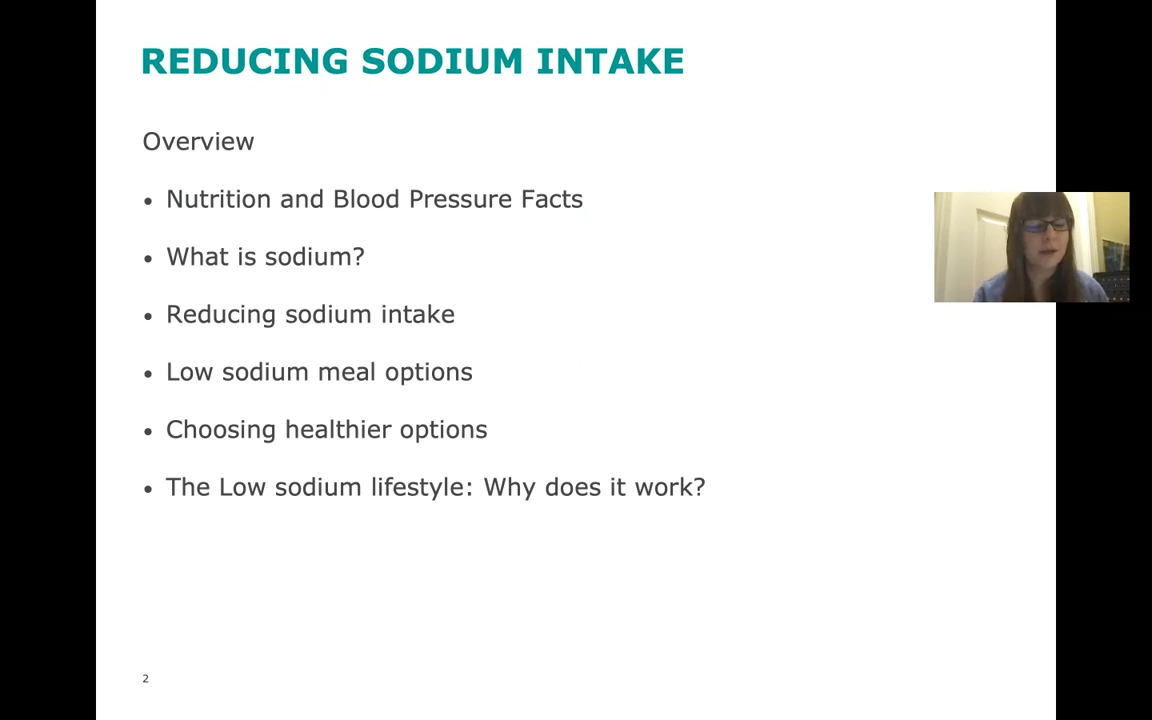 REDUCING SODIUM INTAKE
Overview
• Nutrition and Blood Pressure Facts
• What is sodium?
• Reducing sodium intake
• Low sodium meal options
• Choosing healthier options
• The Low sodium lifestyle: Why does it work?
2